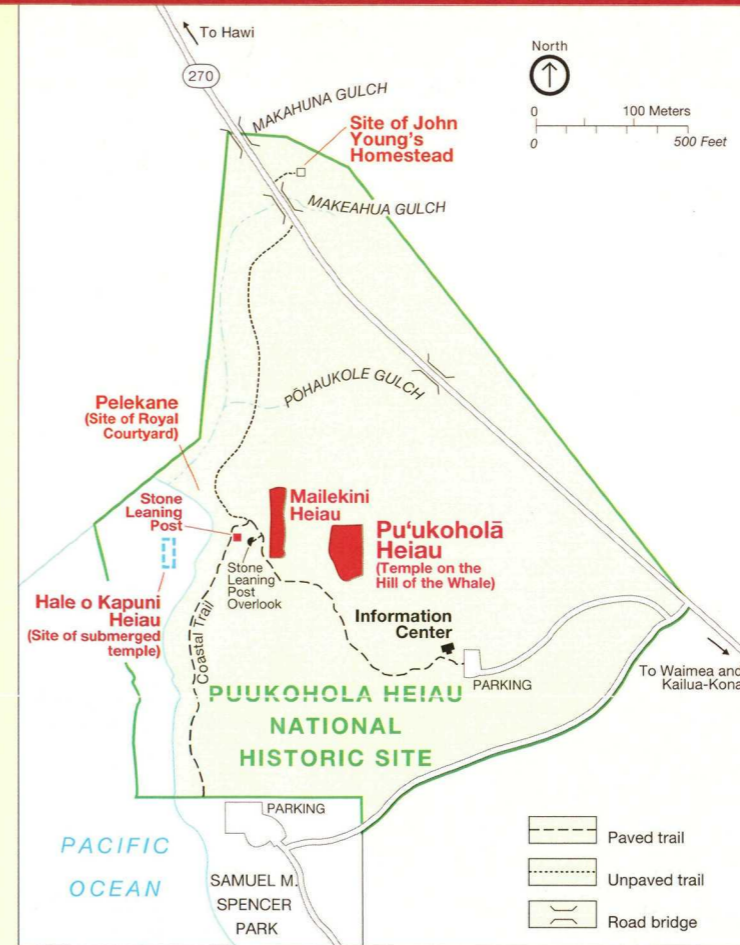 To Hawi
270
MAKAHUNA GULCH
North
0
100 Meters
0
500 Feet
Site of John
Young's
Homestead
MAKEAHUA GULCH
PŌHAUKOLE GULCH
Pelekane
(Site of Royal
Courtyard)
Stone
Leaning
Post
Mailekini
Heiau
Pu'ukoholā
Heiau
(Temple on the
Hill of the Whale)
Stone
Leaning
Post
Overlook
Hale o Kapuni
Heiau
(Site of submerged
temple)
Coastal Trail
Information
Center
PARKING
To Waimea and
Kailua-Kona
PUUKOHOLA HEIAU
NATIONAL
HISTORIC SITE
PARKING
PACIFIC
OCEAN
SAMUEL M.
SPENCER
PARK
Paved trail
Unpaved trail
Road bridge